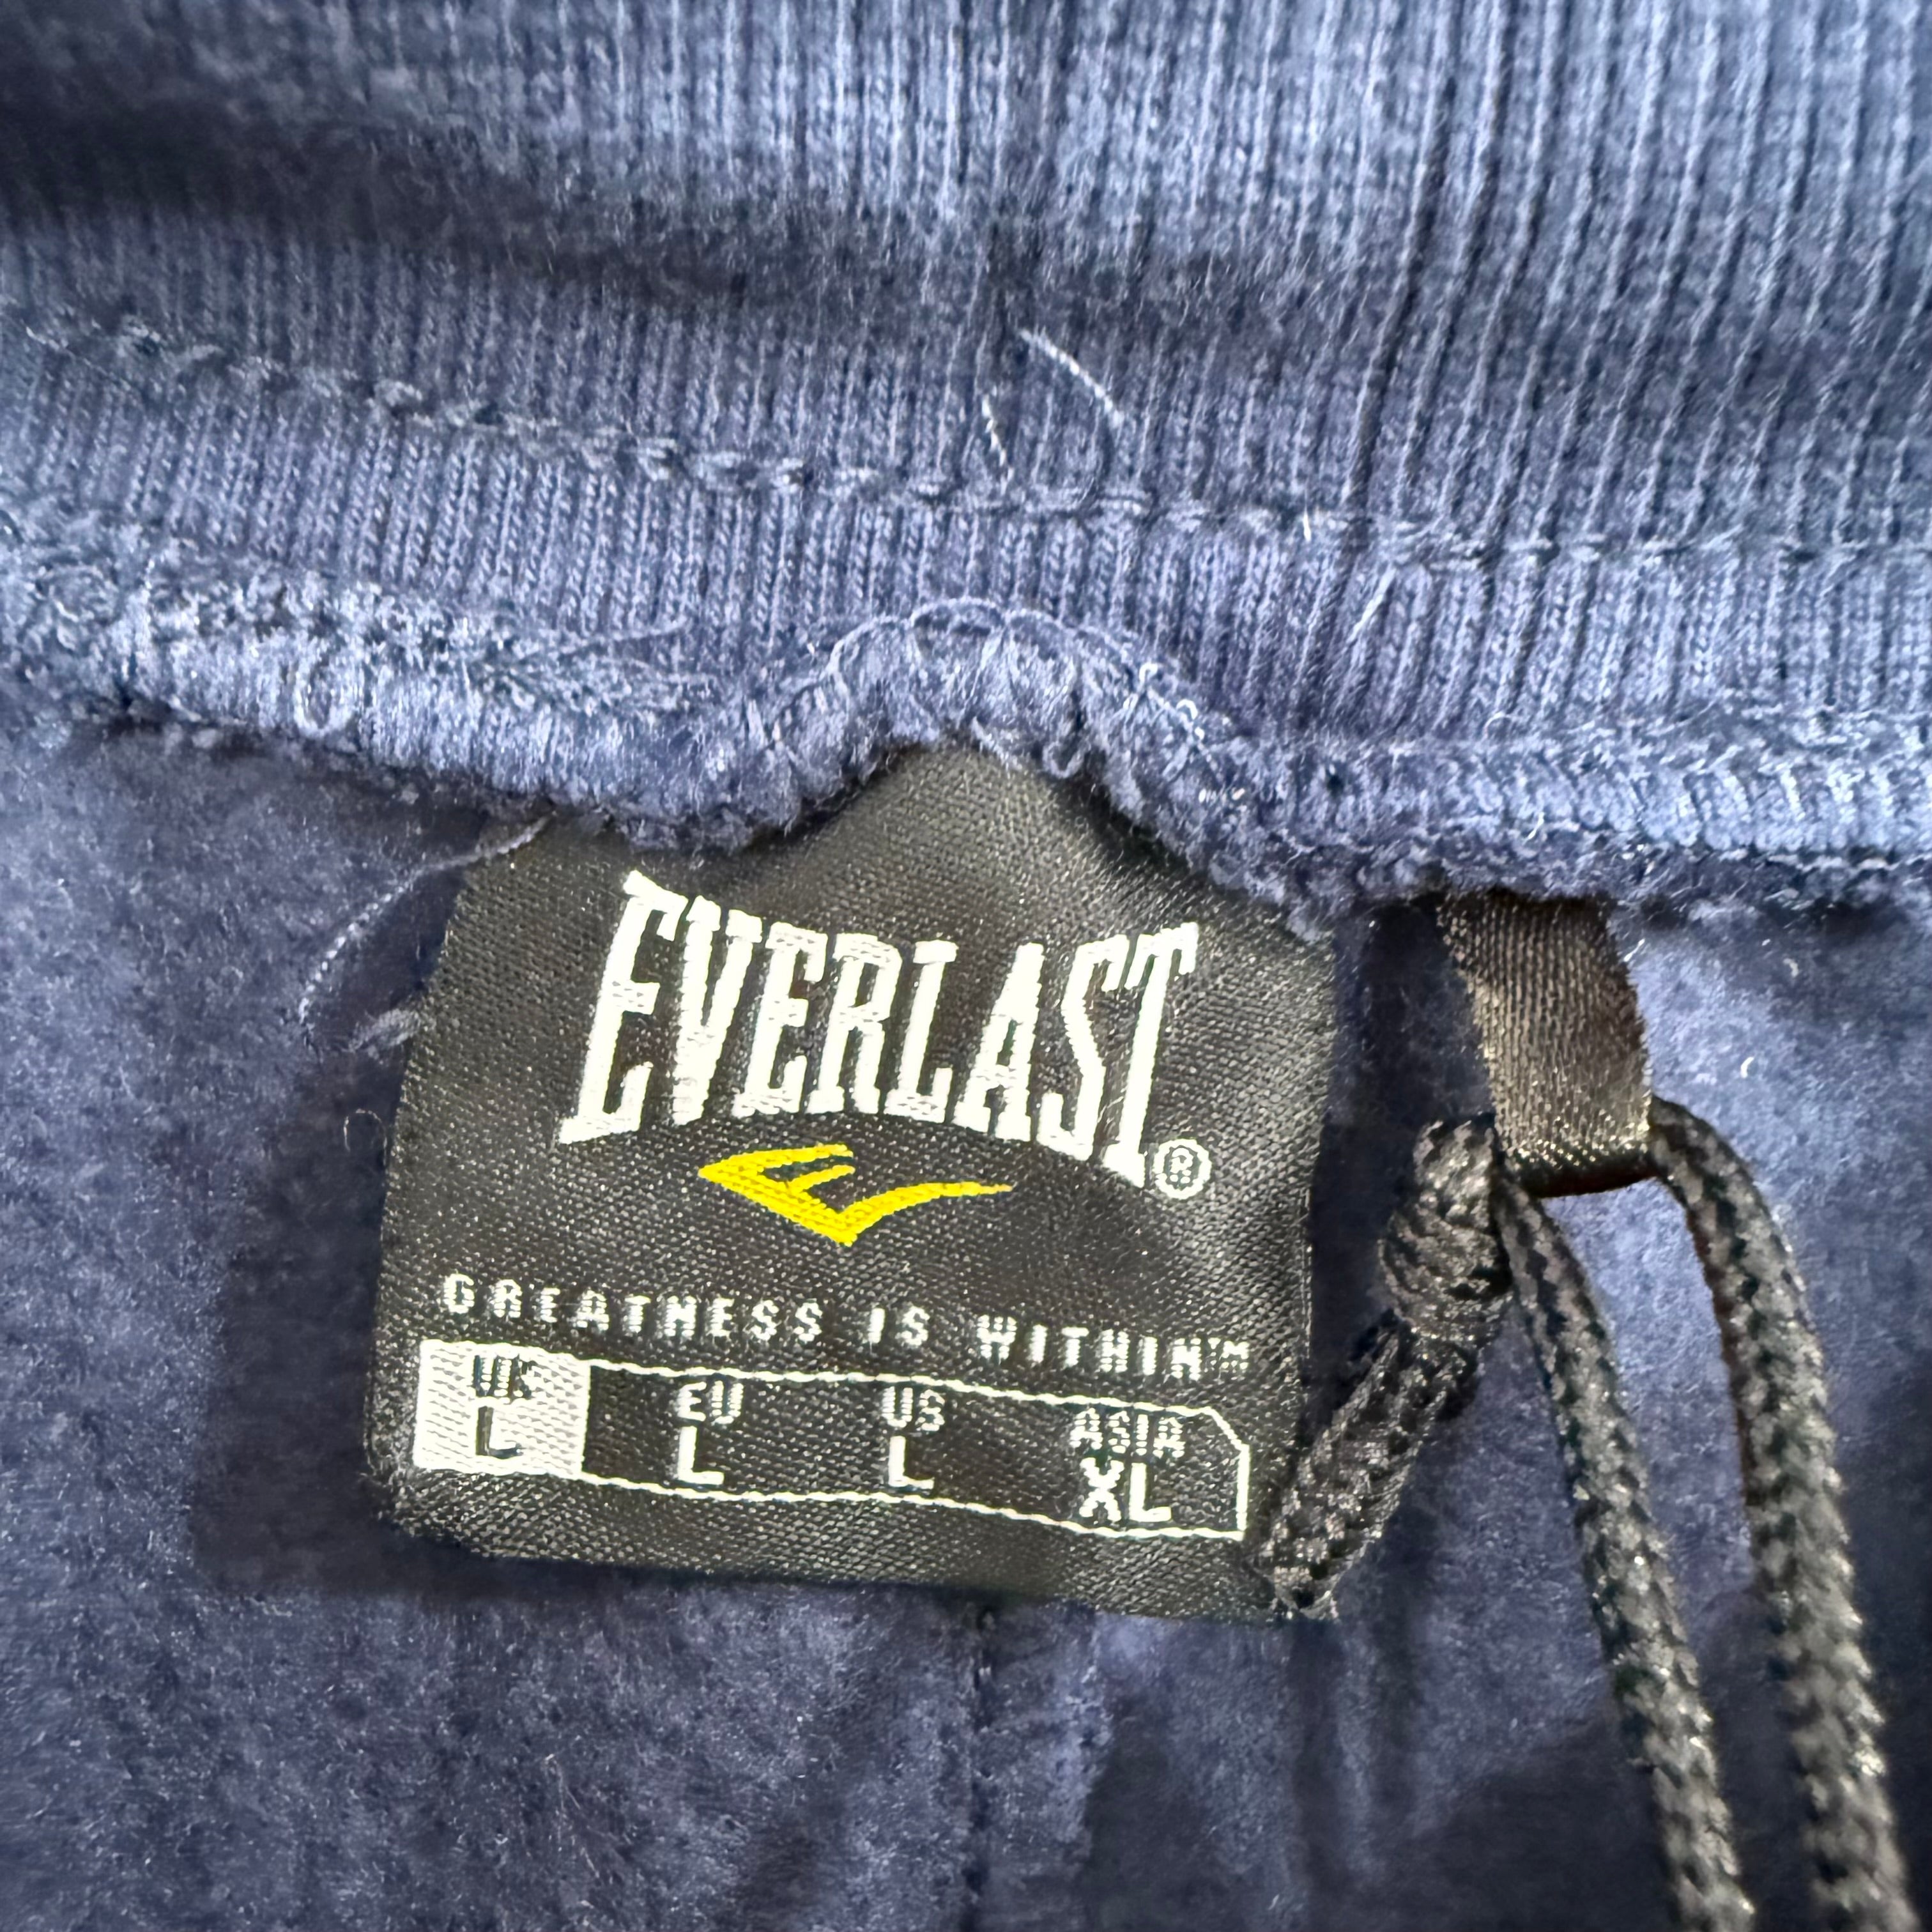 EVERLAST®
GREATNESS IS WITHIN™
UK EU US ASIA
L L L XL